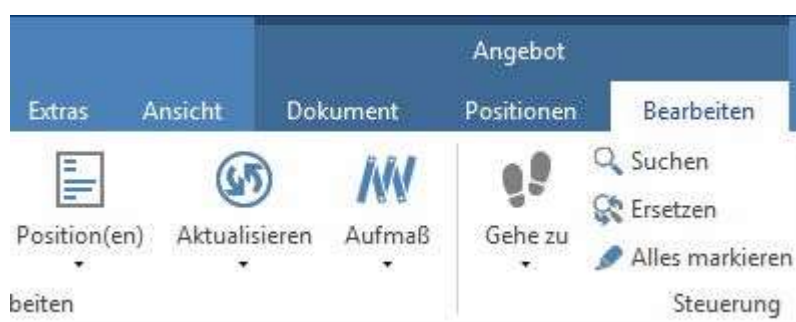 Angebot
Extras Ansicht Dokument Positionen Bearbeiten
Suchen
Ersetzen
Position(en) Aktualisieren Aufmaß Gehe zu
Alles markieren
beiten Steuerung